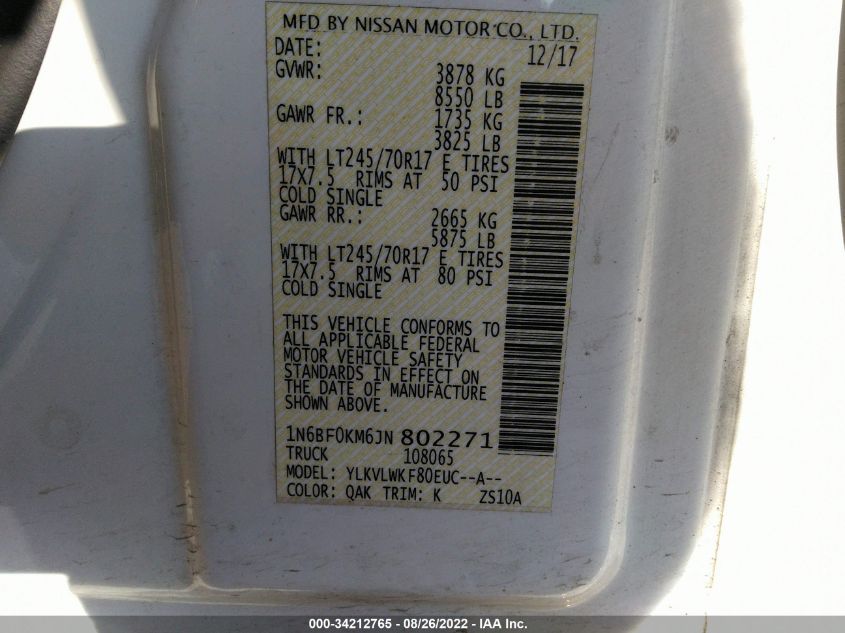 MFD BY NISSAN MOTOR CO., LTD.
DATE: 12/17
GVWR: 3878 KG
8550 LB
GAWR FR.: 1735 KG
3825 LB
WITH LT245/70R17 E TIRES
17X7.5 RIMS AT 50 PSI
COLD SINGLE
GAWR RR.: 2665 KG
5875 LB
WITH LT245/70R17 E TIRES
17X7.5 RIMS AT 80 PSI
COLD SINGLE
THIS VEHICLE CONFORMS TO
ALL APPLICABLE FEDERAL
MOTOR VEHICLE SAFETY
STANDARDS IN EFFECT ON
THE DATE OF MANUFACTURE
SHOWN ABOVE.
1N6BF0KM6JN802271
TRUCK 108065
MODEL: YLKVLWKF80EUC--A--
COLOR: QAK TRIM: K ZS10A
000-34212765 - 08/26/2022 - IAA Inc.